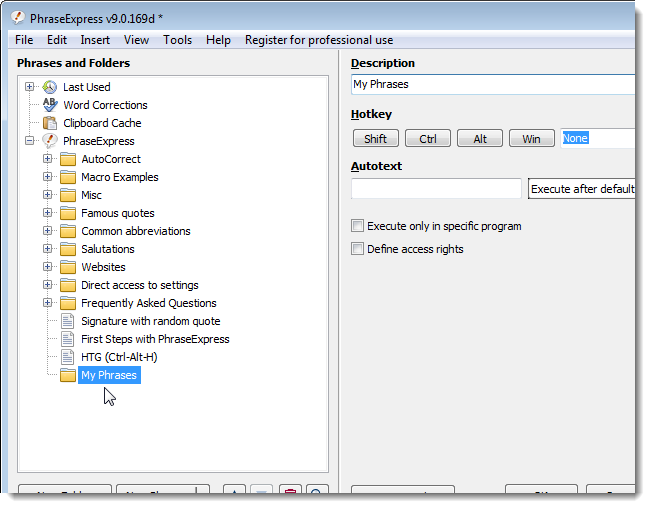 PhraseExpress v9.0.169d *
File Edit Insert View Tools Help Register for professional use
Phrases and Folders
Last Used
Word Corrections
Clipboard Cache
PhraseExpress
AutoCorrect
Macro Examples
Misc
Famous quotes
Common abbreviations
Salutations
Websites
Direct access to settings
Frequently Asked Questions
Signature with random quote
First Steps with PhraseExpress
HTG (Ctrl-Alt-H)
My Phrases
Description
My Phrases
Hotkey
Shift Ctrl Alt Win None
Autotext
Execute after default
Execute only in specific program
Define access rights